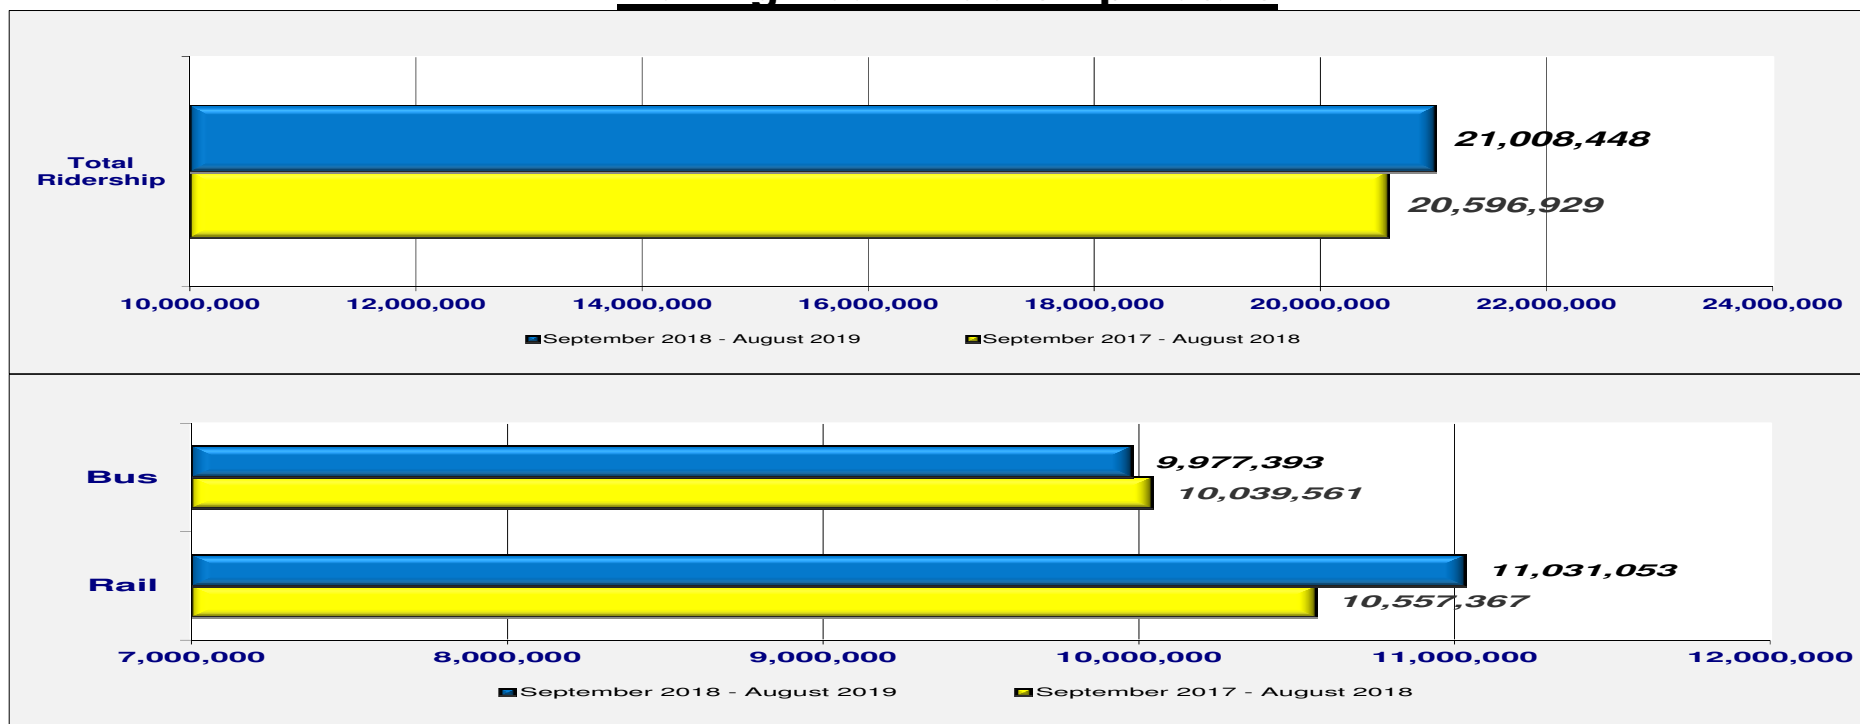 Total
Ridership
21,008,448
20,596,929
10,000,000 12,000,000 14,000,000 16,000,000 18,000,000 20,000,000 22,000,000 24,000,000
September 2018 - August 2019 September 2017 - August 2018
Bus
9,977,393
10,039,561
Rail
11,031,053
10,557,367
7,000,000 8,000,000 9,000,000 10,000,000 11,000,000 12,000,000
September 2018 - August 2019 September 2017 - August 2018